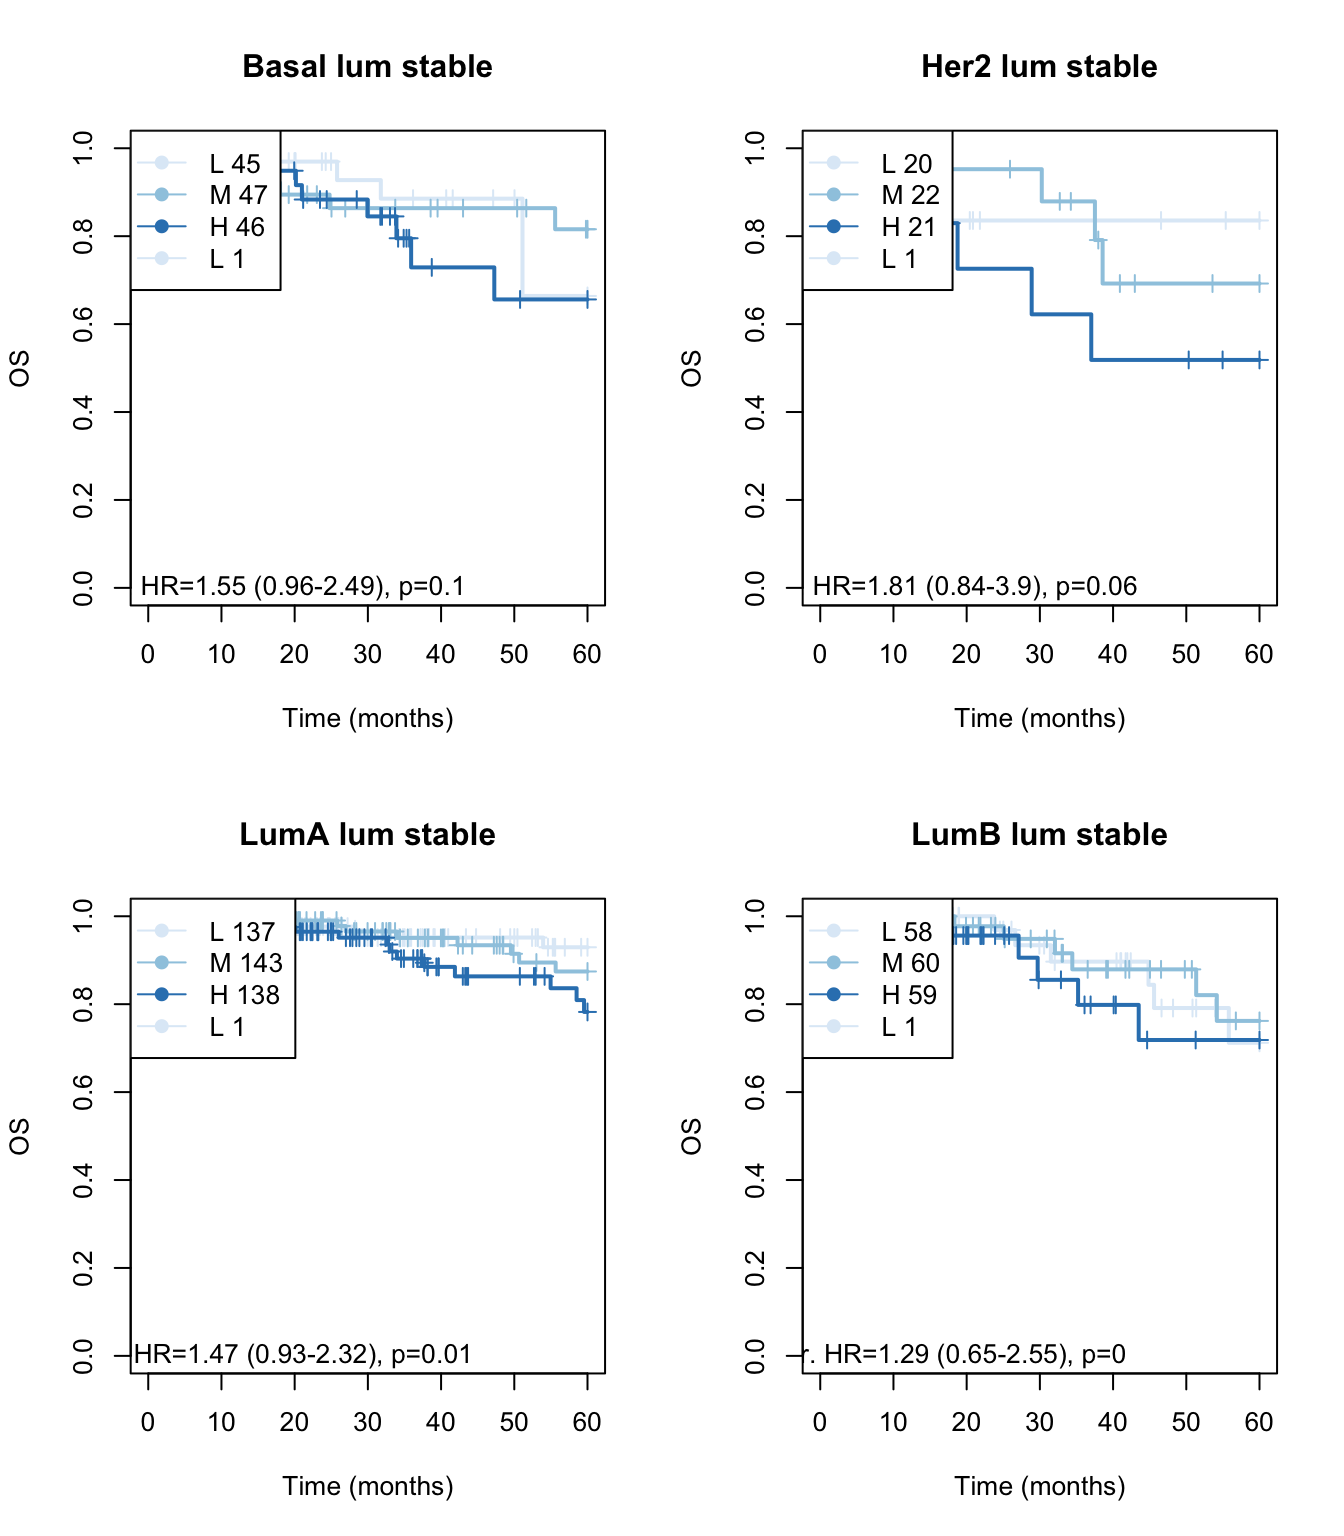 Basal lum stable
L 45
M 47
H 46
L 1
OS
1.0
0.8
0.6
0.4
0.2
0.0
HR=1.55 (0.96-2.49), p=0.1
0 10 20 30 40 50 60
Time (months)
Her2 lum stable
L 20
M 22
H 21
L 1
OS
1.0
0.8
0.6
0.4
0.2
0.0
HR=1.81 (0.84-3.9), p=0.06
0 10 20 30 40 50 60
Time (months)
LumA lum stable
L 137
M 143
H 138
L 1
OS
1.0
0.8
0.6
0.4
0.2
0.0
HR=1.47 (0.93-2.32), p=0.01
0 10 20 30 40 50 60
Time (months)
LumB lum stable
L 58
M 60
H 59
L 1
OS
1.0
0.8
0.6
0.4
0.2
0.0
HR=1.29 (0.65-2.55), p=0
0 10 20 30 40 50 60
Time (months)